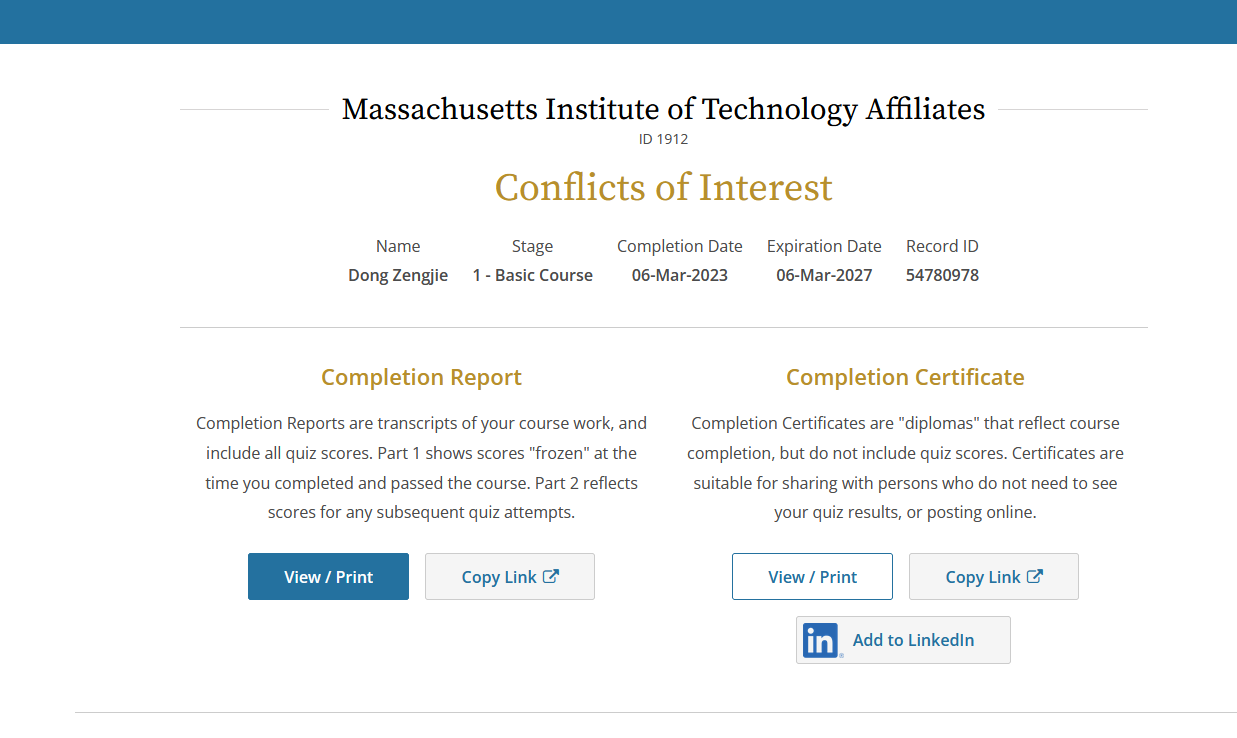 Massachusetts Institute of Technology Affiliates
ID 1912
Conflicts of Interest
Name Stage Completion Date Expiration Date Record ID
Dong Zengjie 1 - Basic Course 06-Mar-2023 06-Mar-2027 54780978
Completion Report
Completion Reports are transcripts of your course work, and
include all quiz scores. Part 1 shows scores "frozen" at the
time you completed and passed the course. Part 2 reflects
scores for any subsequent quiz attempts.
View / Print Copy Link
Completion Certificate
Completion Certificates are "diplomas" that reflect course
completion, but do not include quiz scores. Certificates are
suitable for sharing with persons who do not need to see
your quiz results, or posting online.
View / Print Copy Link
in® Add to LinkedIn